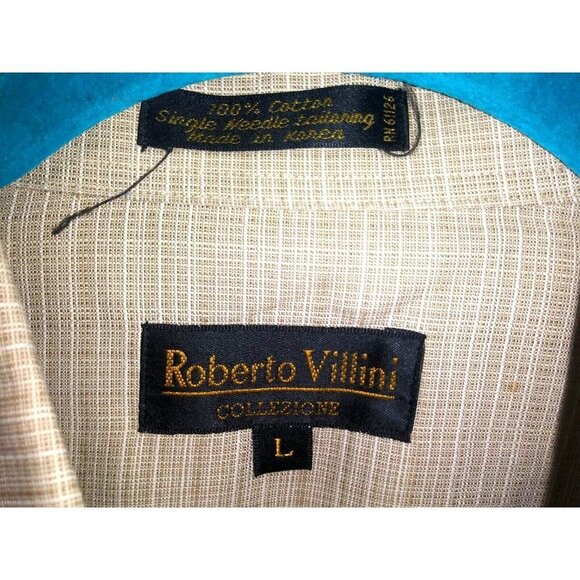 100% Cotton
Single Needle tailoring
Made in Korea
RN 61126
Roberto Villini
COLLEZIONE
L